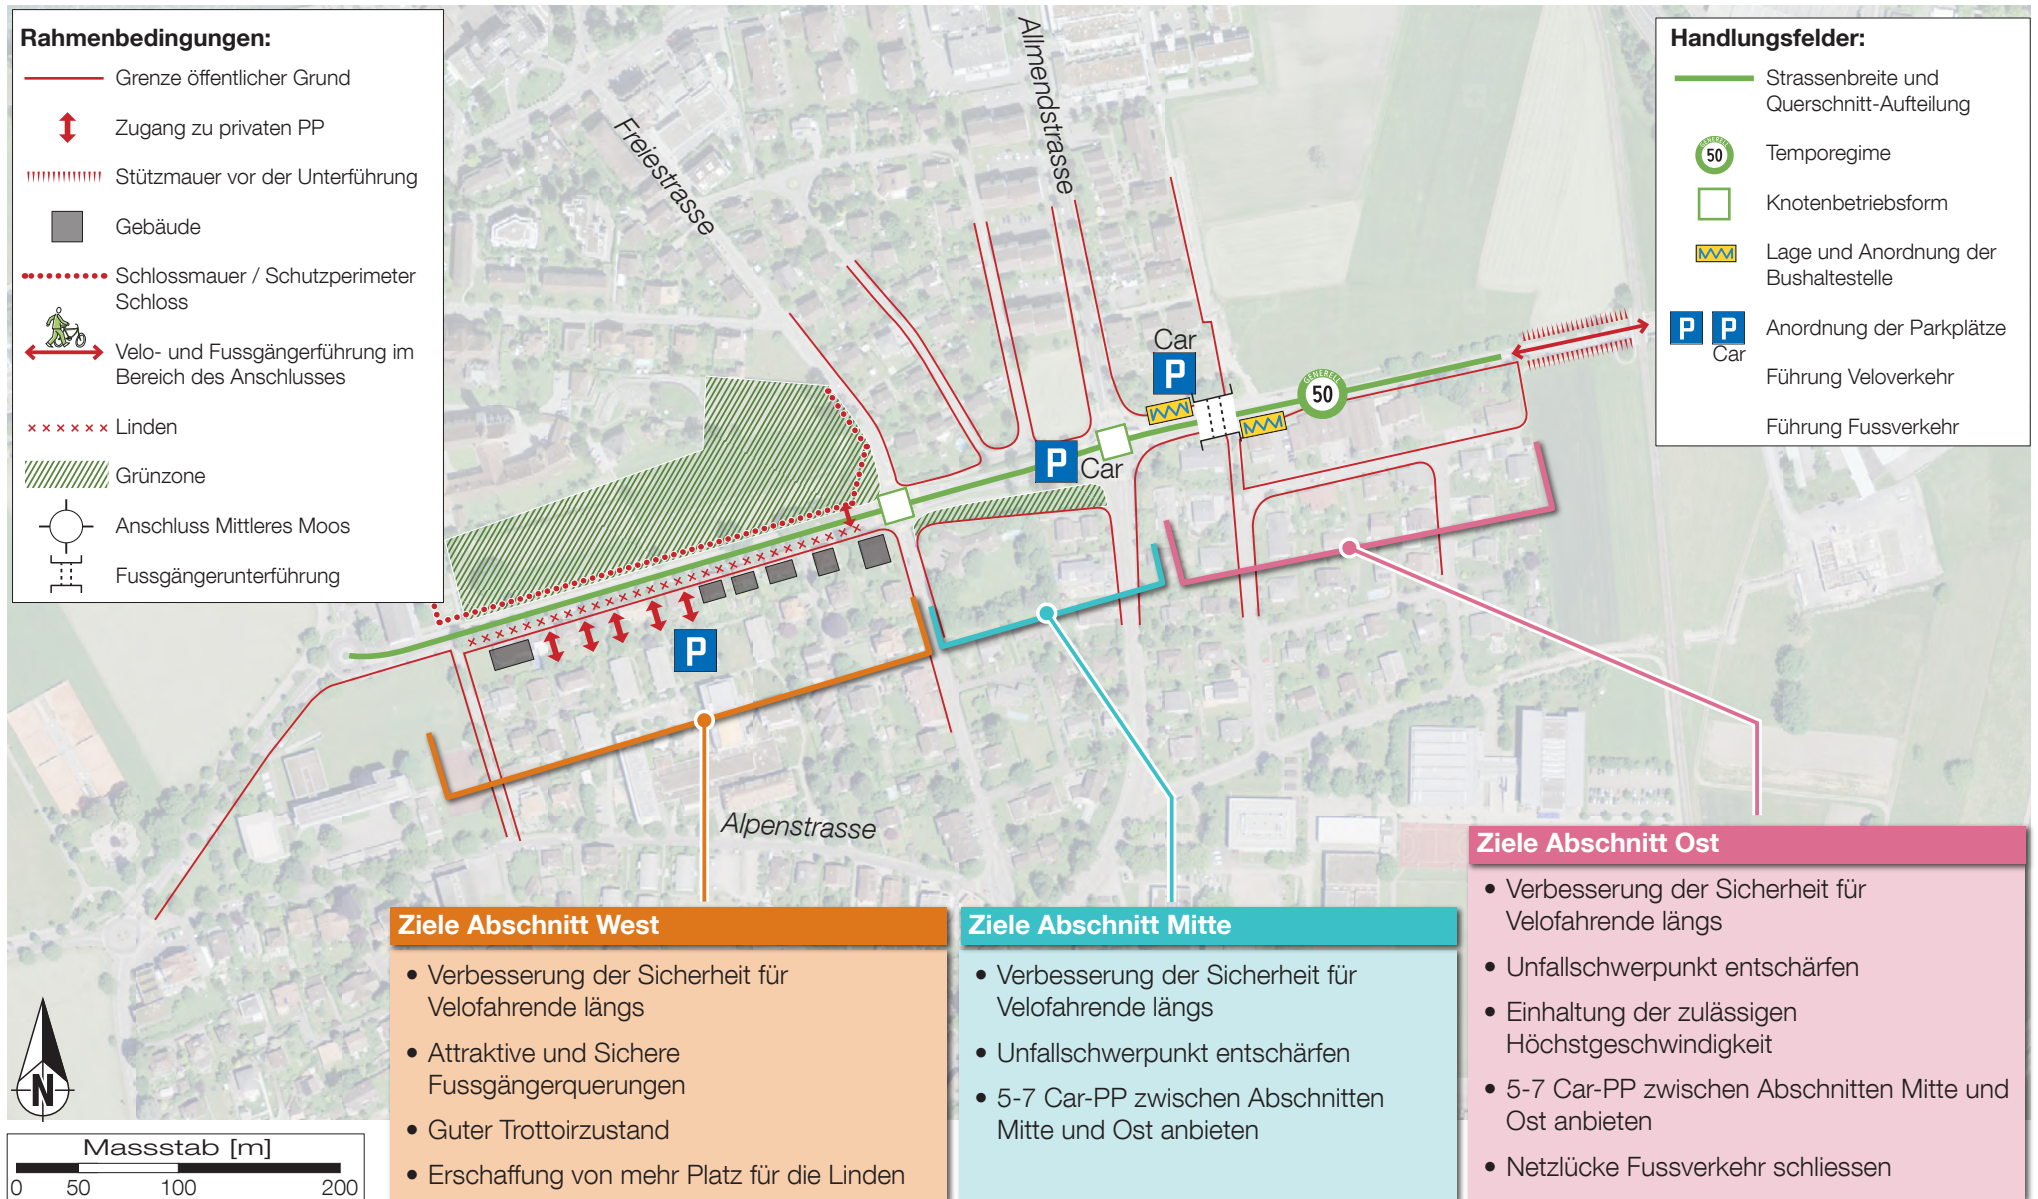 Rahmenbedingungen:
Grenze öffentlicher Grund
Zugang zu privaten PP
Stützmauer vor der Unterführung
Gebäude
Schlossmauer / Schutzperimeter
Schloss
Velo- und Fussgängerführung im
Bereich des Anschlusses
Linden
Grünzone
Anschluss Mittleres Moos
Fussgängerunterführung
Freiestrasse
Allmendstrasse
Car
P
P
Car
GENERELL
50
P
Alpenstrasse
Handlungsfelder:
Strassenbreite und
Querschnitt-Aufteilung
GENERELL
50
Temporegime
Knotenbetriebsform
Lage und Anordnung der
Bushaltestelle
P P
Car
Anordnung der Parkplätze
Führung Veloverkehr
Führung Fussverkehr
Ziele Abschnitt West
• Verbesserung der Sicherheit für
Velofahrende längs
• Attraktive und Sichere
Fussgängerquerungen
• Guter Trottoirzustand
• Erschaffung von mehr Platz für die Linden
Ziele Abschnitt Mitte
• Verbesserung der Sicherheit für
Velofahrende längs
• Unfallschwerpunkt entschärfen
• 5-7 Car-PP zwischen Abschnitten
Mitte und Ost anbieten
Ziele Abschnitt Ost
• Verbesserung der Sicherheit für
Velofahrende längs
• Unfallschwerpunkt entschärfen
• Einhaltung der zulässigen
Höchstgeschwindigkeit
• 5-7 Car-PP zwischen Abschnitten Mitte und
Ost anbieten
• Netzlücke Fussverkehr schliessen
N
Massstab [m]
0 50 100 200